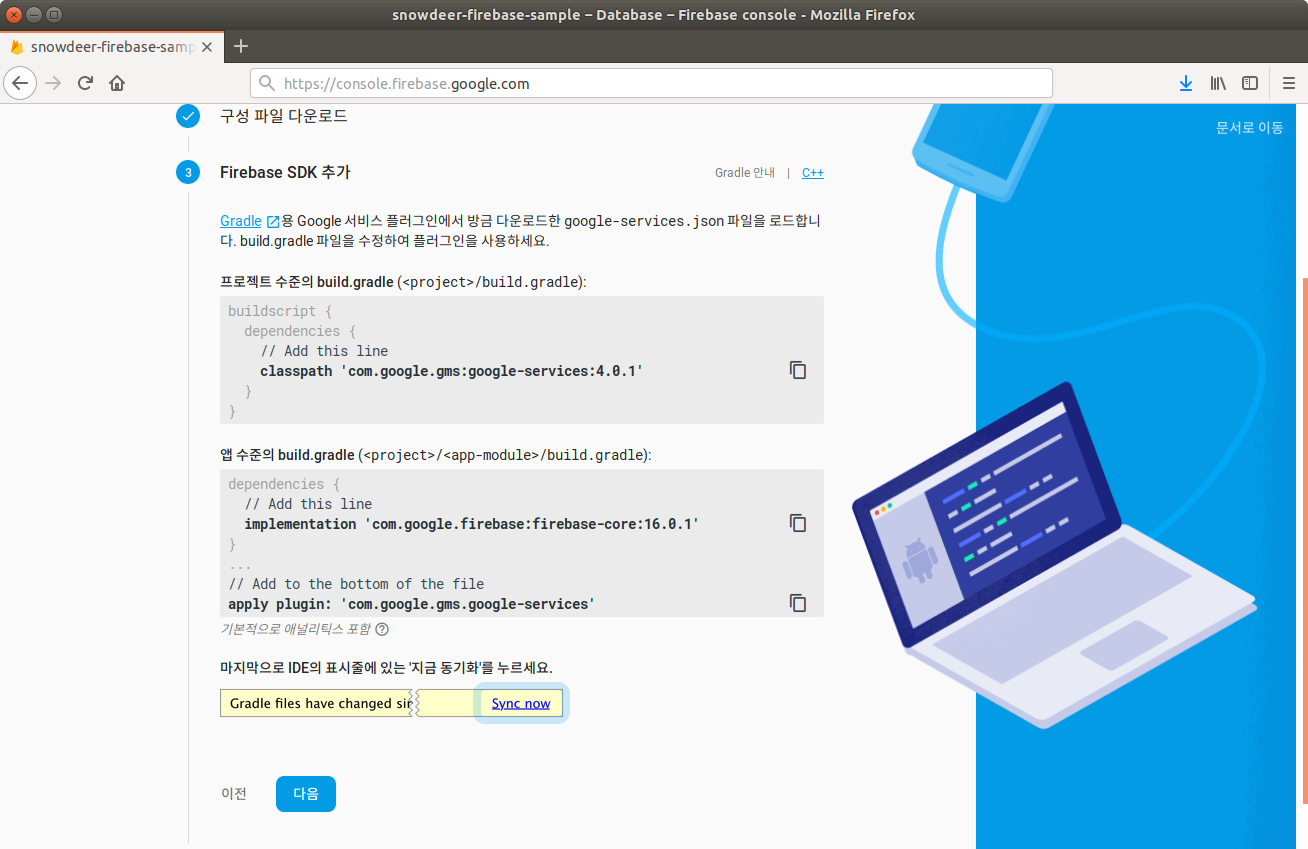 snowdeer-firebase-sample – Database – Firebase console - Mozilla Firefox
snowdeer-firebase-samp
https://console.firebase.google.com
구성 파일 다운로드
문서로 이동
3 Firebase SDK 추가
Gradle 안내 | C++
Gradle 용 Google 서비스 플러그인에서 방금 다운로드한 google-services.json 파일을 로드합니
다. build.gradle 파일을 수정하여 플러그인을 사용하세요.
프로젝트 수준의 build.gradle (<project>/build.gradle):
buildscript {
  dependencies {
    // Add this line
    classpath 'com.google.gms:google-services:4.0.1'
  }
}
앱 수준의 build.gradle (<project>/<app-module>/build.gradle):
dependencies {
  // Add this line
  implementation 'com.google.firebase:firebase-core:16.0.1'
}
...
// Add to the bottom of the file
apply plugin: 'com.google.gms.google-services'
기본적으로 애널리틱스 포함 ?
마지막으로 IDE의 표시줄에 있는 '지금 동기화'를 누르세요.
Gradle files have changed sin Sync now
이전 다음